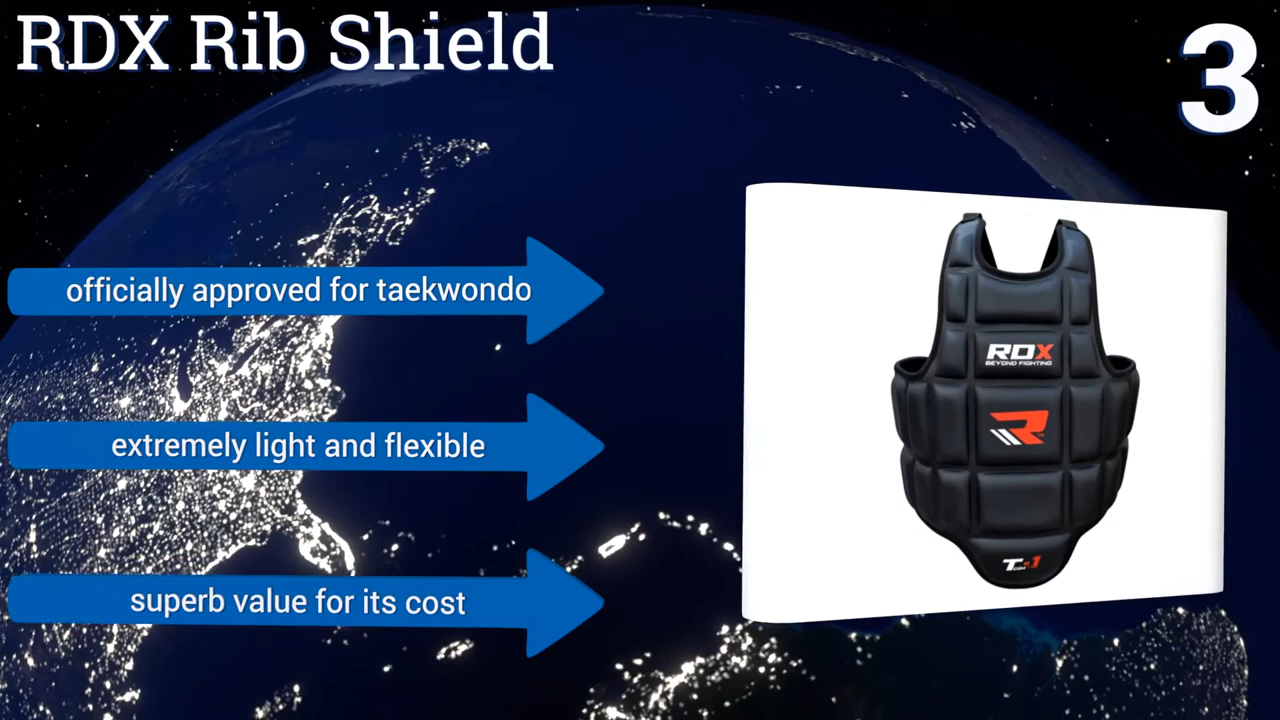 RDX Rib Shield
3
officially approved for taekwondo
extremely light and flexible
superb value for its cost
RDX
BEYOND FIGHTING
R